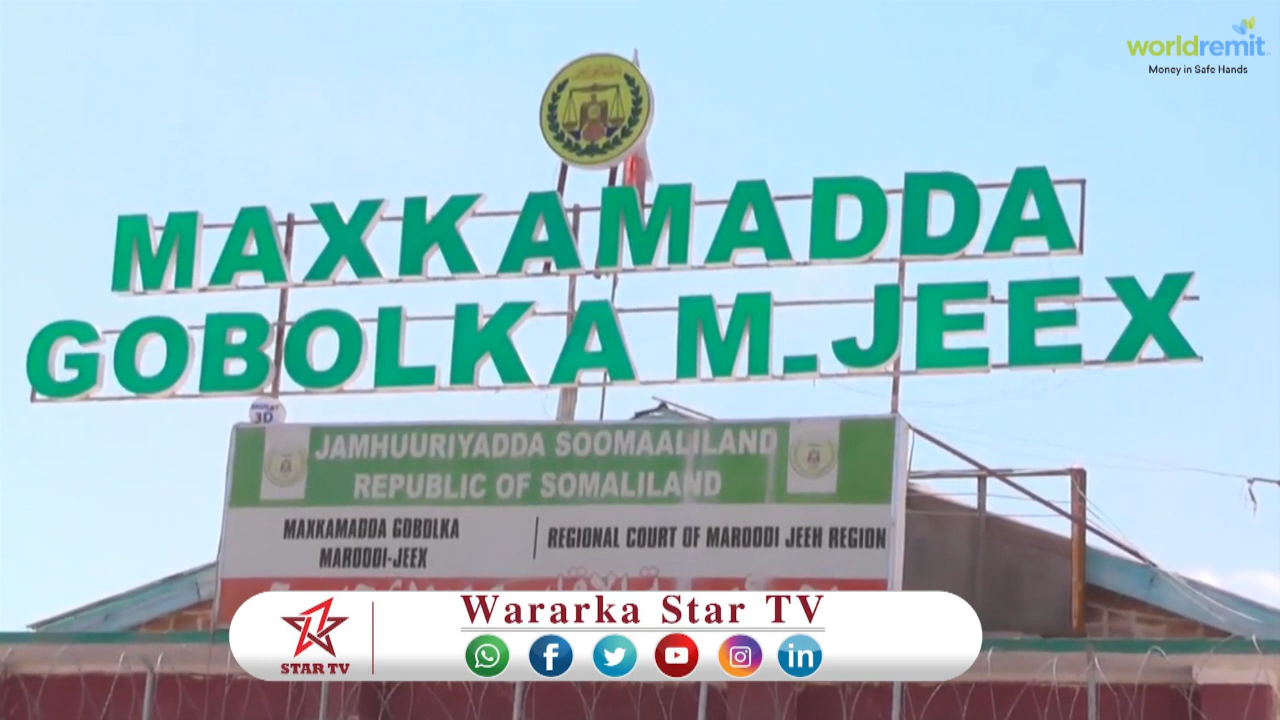 worldremit
Money in Safe Hands
MAXKAMADDA
GOBOLKA M.JEEX
3D
JAMHUURIYADDA SOOMAALILAND
REPUBLIC OF SOMALILAND
MAXKAMADDA GOBOLKA
MAROODI-JEEX
REGIONAL COURT OF MAROODI JEEH REGION
Wararka Star TV
STAR TV